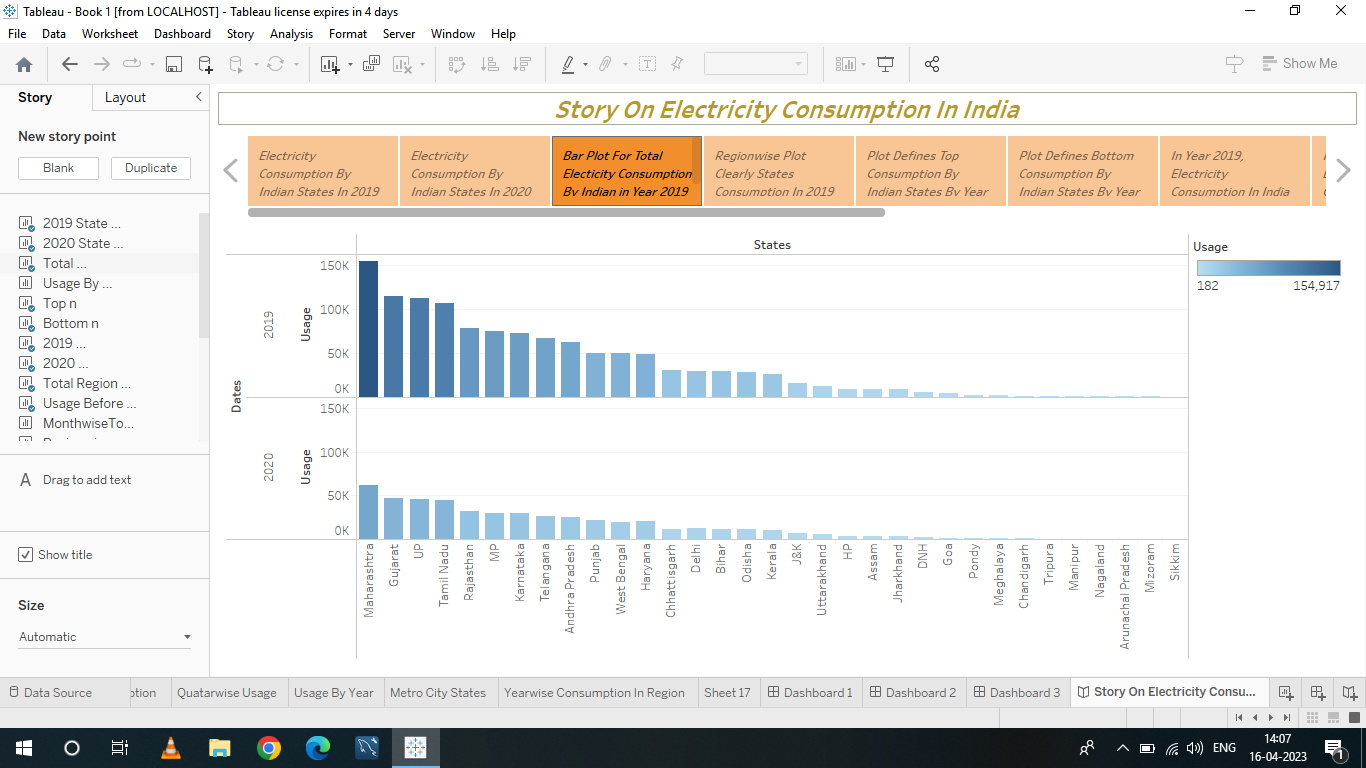 Tableau - Book 1 [from LOCALHOST] - Tableau license expires in 4 days
File Data Worksheet Dashboard Story Analysis Format Server Window Help
Show Me
Story Layout
New story point
Blank Duplicate
2019 State ...
2020 State ...
Total ...
Usage By ...
Top n
Bottom n
2019 ...
2020 ...
Total Region ...
Usage Before ...
MonthwiseTo...
A Drag to add text
Show title
Size
Automatic
Story On Electricity Consumption In India
Electricity
Consumption By
Indian States In 2019
Electricity
Consumption By
Indian States In 2020
Bar Plot For Total
Electicity Consumption
By Indian in Year 2019
Regionwise Plot
Clearly States
Consumption In 2019
Plot Defines Top
Consumption By
Indian States By Year
Plot Defines Bottom
Consumption By
Indian States By Year
In Year 2019,
Electricity
Consumption In India
States
Dates
2019
Usage
150K
100K
50K
0K
2020
Usage
150K
100K
50K
0K
Maharashtra
Gujarat
UP
Tamil Nadu
Rajasthan
MP
Karnataka
Telangana
Andhra Pradesh
Punjab
West Bengal
Haryana
Chhattisgarh
Delhi
Bihar
Odisha
Kerala
J&K
Uttarakhand
HP
Assam
Jharkhand
DNH
Goa
Pondy
Meghalaya
Chandigarh
Tripura
Manipur
Nagaland
Arunachal Pradesh
Mizoram
Sikkim
Usage
182 154,917
Data Source ption Quatarwise Usage Usage By Year Metro City States Yearwise Consumption In Region Sheet 17 Dashboard 1 Dashboard 2 Dashboard 3 Story On Electricity Consu...
ENG
14:07
16-04-2023
1